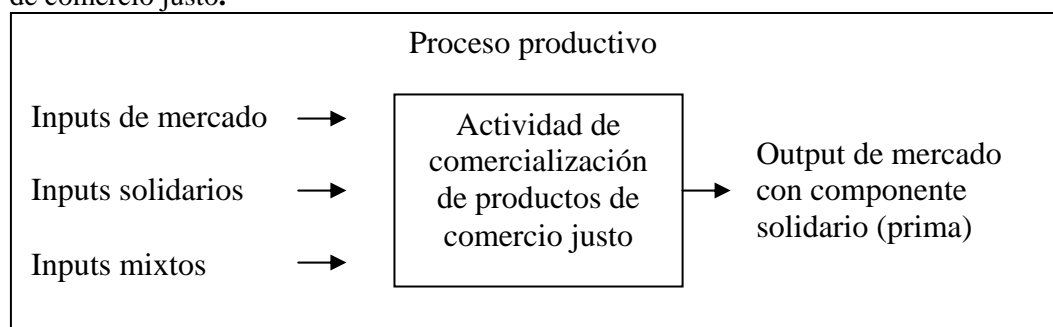 de comercio justo.
Proceso productivo
Inputs de mercado
Inputs solidarios
Inputs mixtos
Actividad de
comercialización
de productos de
comercio justo
Output de mercado
con componente
solidario (prima)